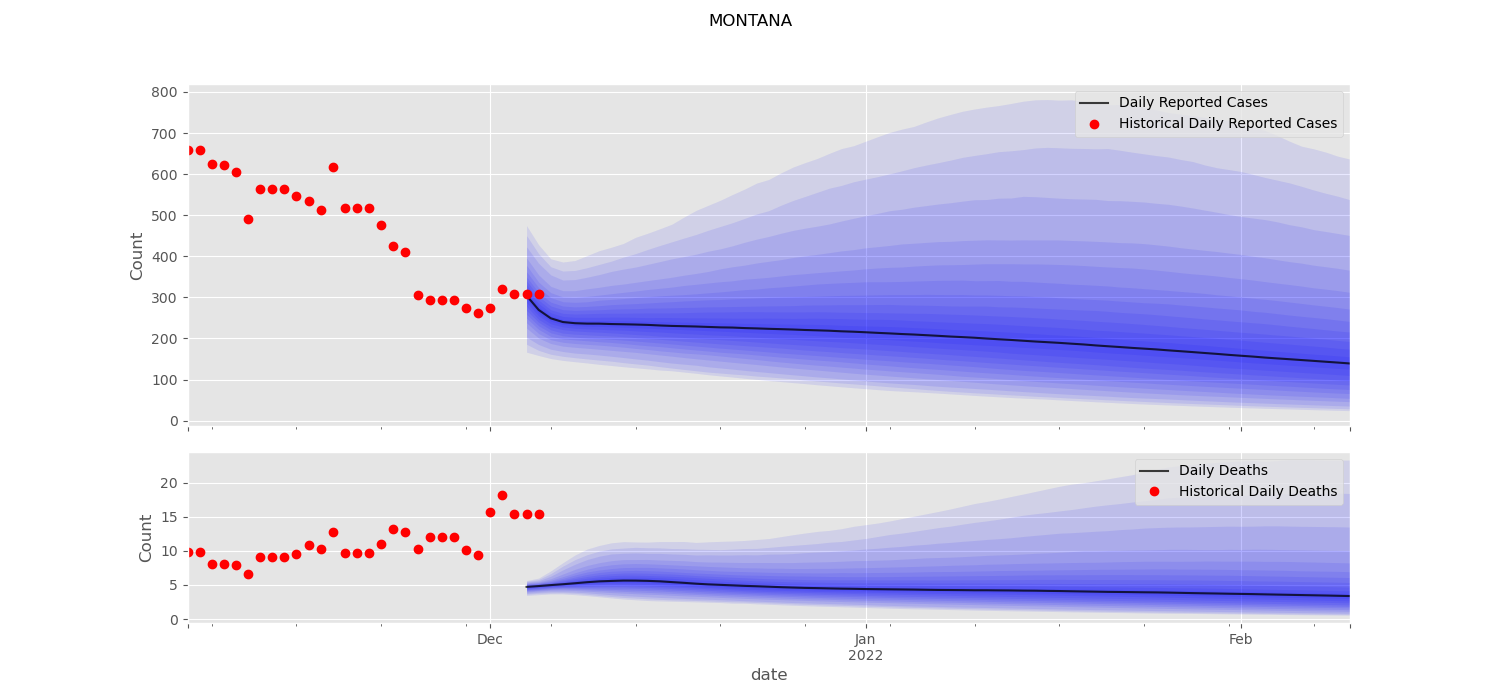 MONTANA
800
700
600
500
400
300
200
100
0
Count
Daily Reported Cases
Historical Daily Reported Cases
20
15
10
5
0
Count
Daily Deaths
Historical Daily Deaths
Dec
Jan
2022
Feb
date